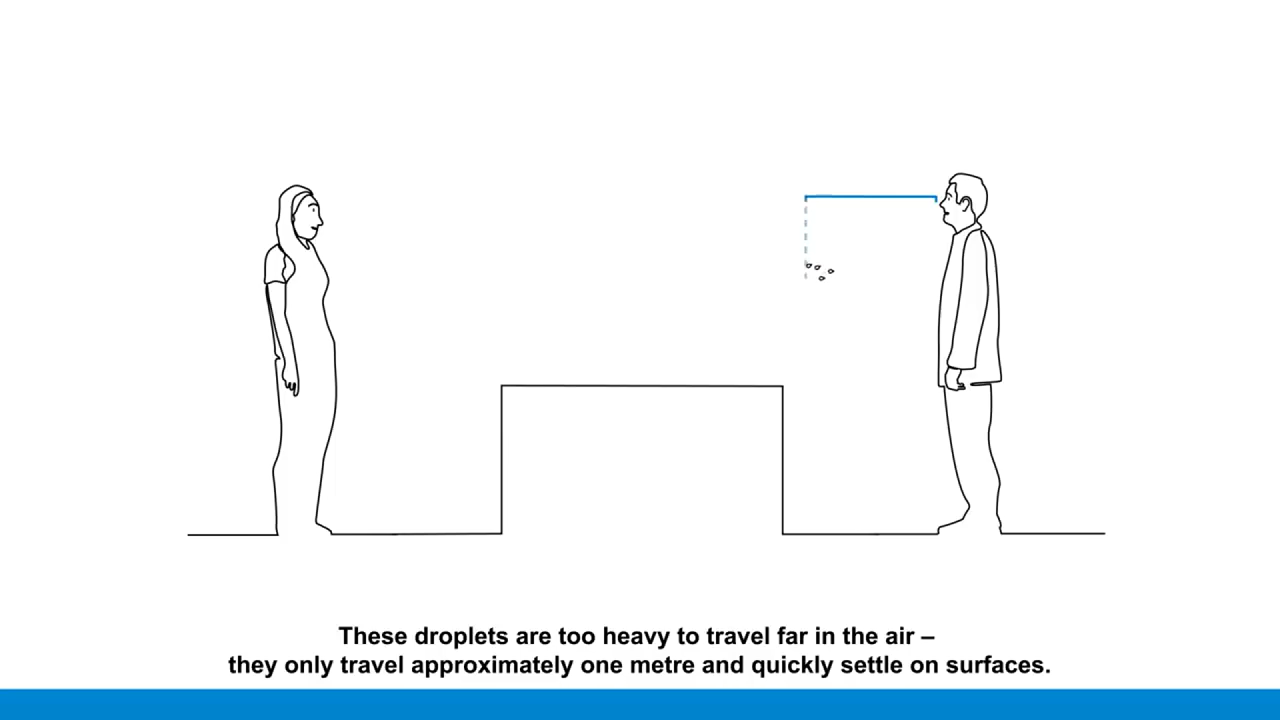 These droplets are too heavy to travel far in the air –
they only travel approximately one metre and quickly settle on surfaces.